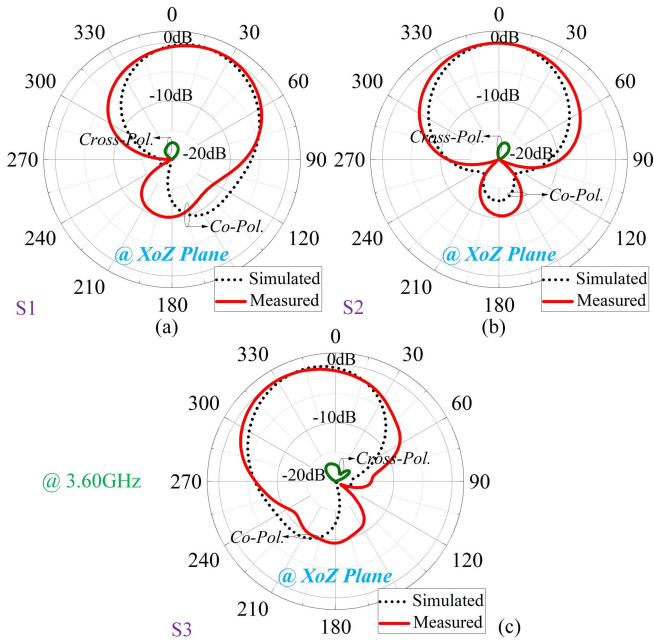 0
0
330
30
330
30
0dB
0dB
300
60
300
60
-10dB
-10dB
Cross-Pol.
Cross-Pol.
270
-20dB
90
270
-20dB
90
Co-Pol.
Co-Pol.
240
120
240
120
@ XoZ Plane
@ XoZ Plane
210
Simulated
210
Simulated
S1
180
Measured
S2
180
Measured
(a)
(b)
0
330
30
0dB
300
60
-10dB
Cross-Pol.
@ 3.60GHz
270
-20dB
90
Co-Pol.
240
120
@ XoZ Plane
210
Simulated
S3
180
Measured
(c)